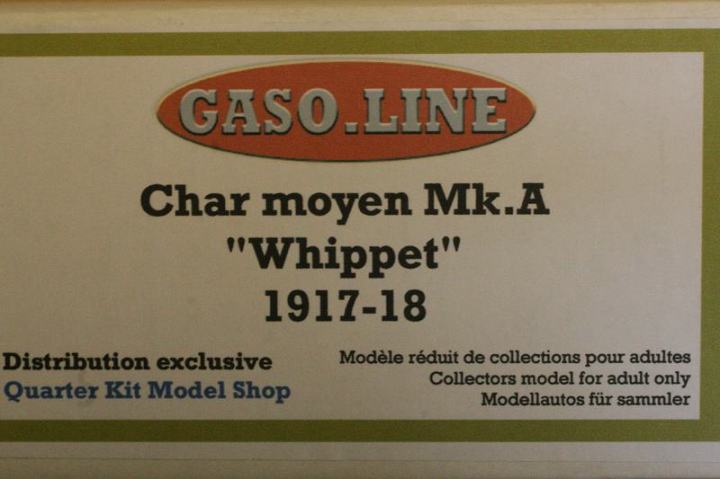 GASO.LINE
Char moyen Mk.A
"Whippet"
1917-18
Distribution exclusive
Quarter Kit Model Shop
Modèle réduit de collections pour adultes
Collectors model for adult only
Modellautos für sammler